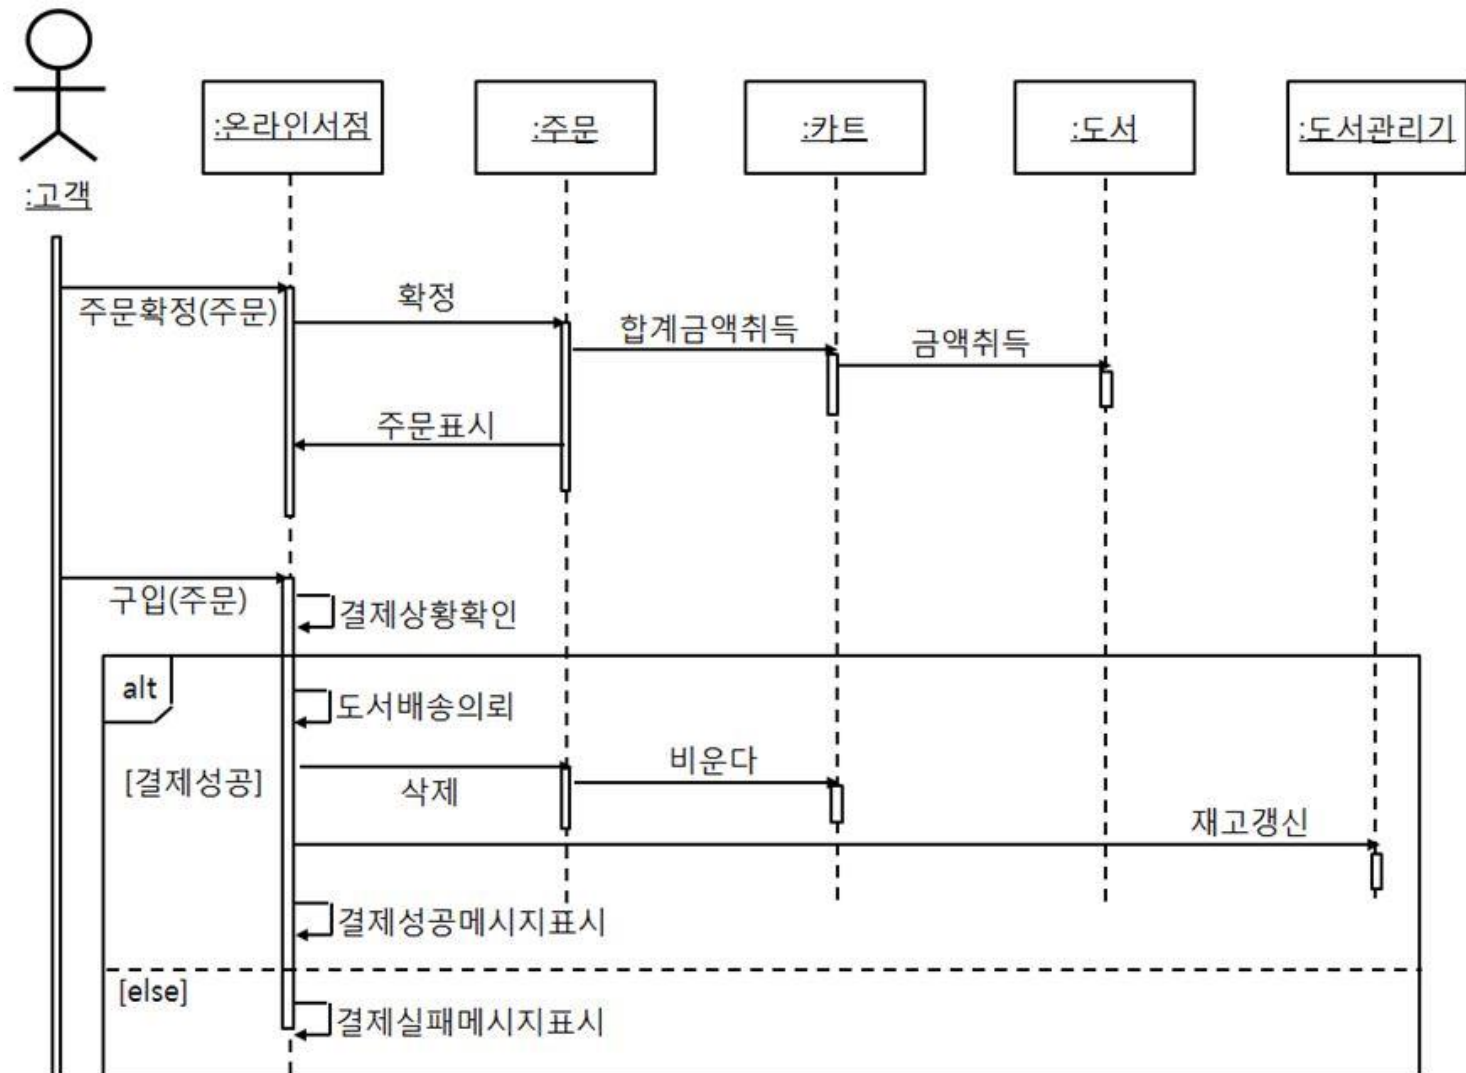 :고객
:온라인서점
:주문
:카트
:도서
:도서관리기
주문확정(주문)
확정
합계금액취득
금액취득
주문표시
구입(주문)
결제상황확인
alt
도서배송의뢰
[결제성공]
삭제
비운다
재고갱신
결제성공메시지표시
[else]
결제실패메시지표시